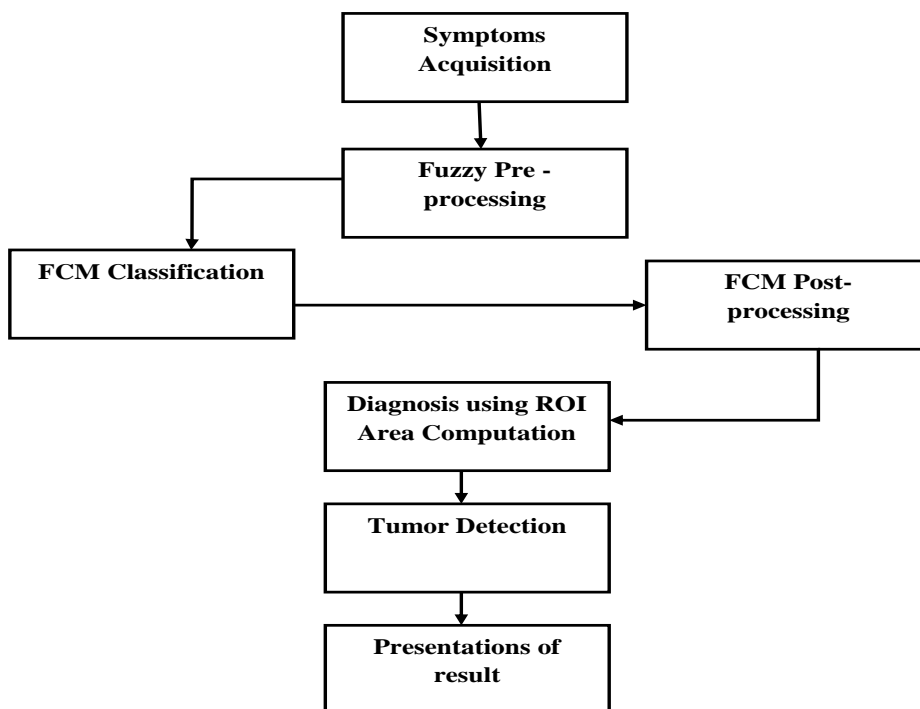 Symptoms
Acquisition
Fuzzy Pre -
processing
FCM Classification
FCM Post-
processing
Diagnosis using ROI
Area Computation
Tumor Detection
Presentations of
result